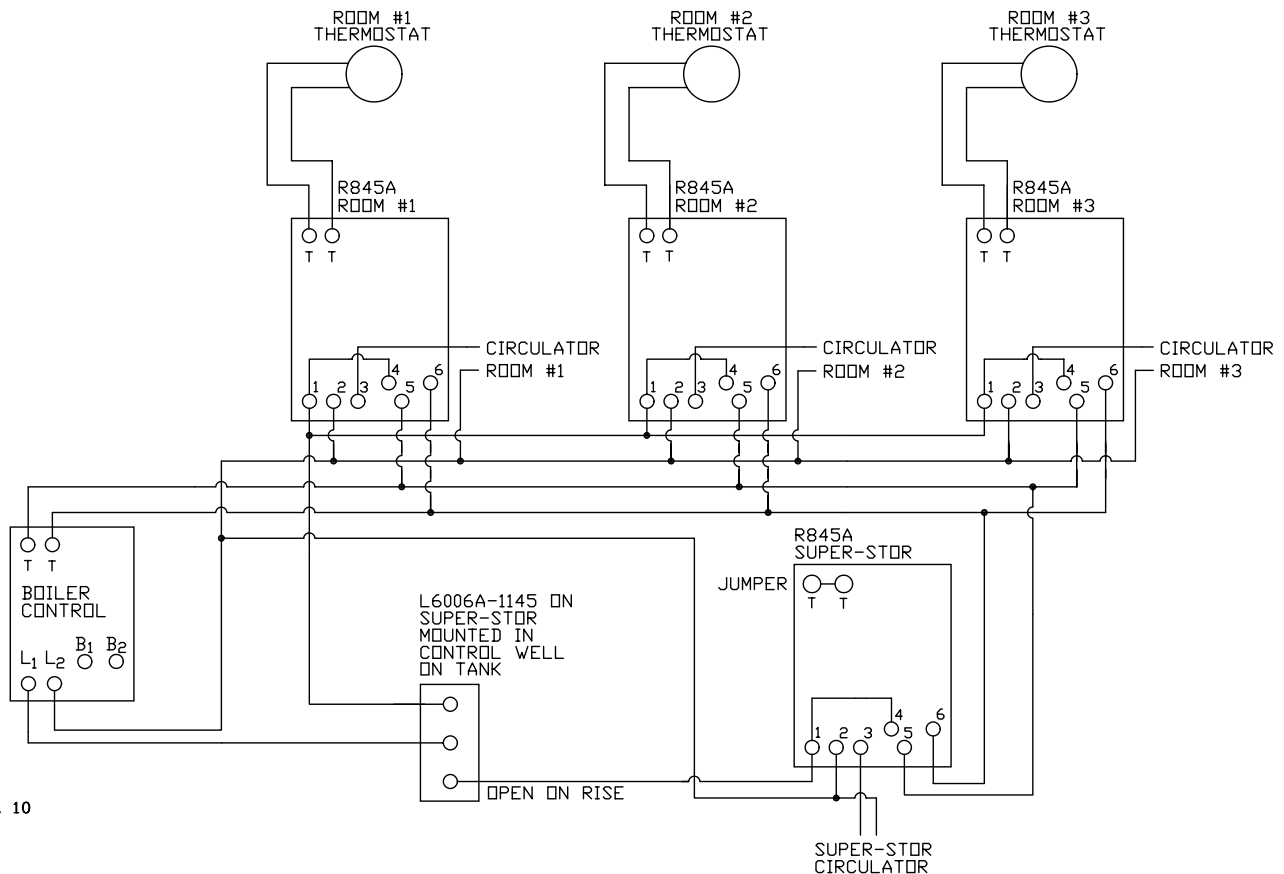 ROOM #1
THERMOSTAT
ROOM #2
THERMOSTAT
ROOM #3
THERMOSTAT
R845A
ROOM #1
R845A
ROOM #2
R845A
ROOM #3
T T
T T
T T
CIRCULATOR
ROOM #1
CIRCULATOR
ROOM #2
CIRCULATOR
ROOM #3
1 2 3 4 5 6
1 2 3 4 5 6
1 2 3 4 5 6
T T
BOILER
CONTROL
L1 L2 B1 B2
L6006A-1145 ON
SUPER-STOR
MOUNTED IN
CONTROL WELL
ON TANK
OPEN ON RISE
R845A
SUPER-STOR
JUMPER
T T
1 2 3 4 5 6
10
SUPER-STOR
CIRCULATOR